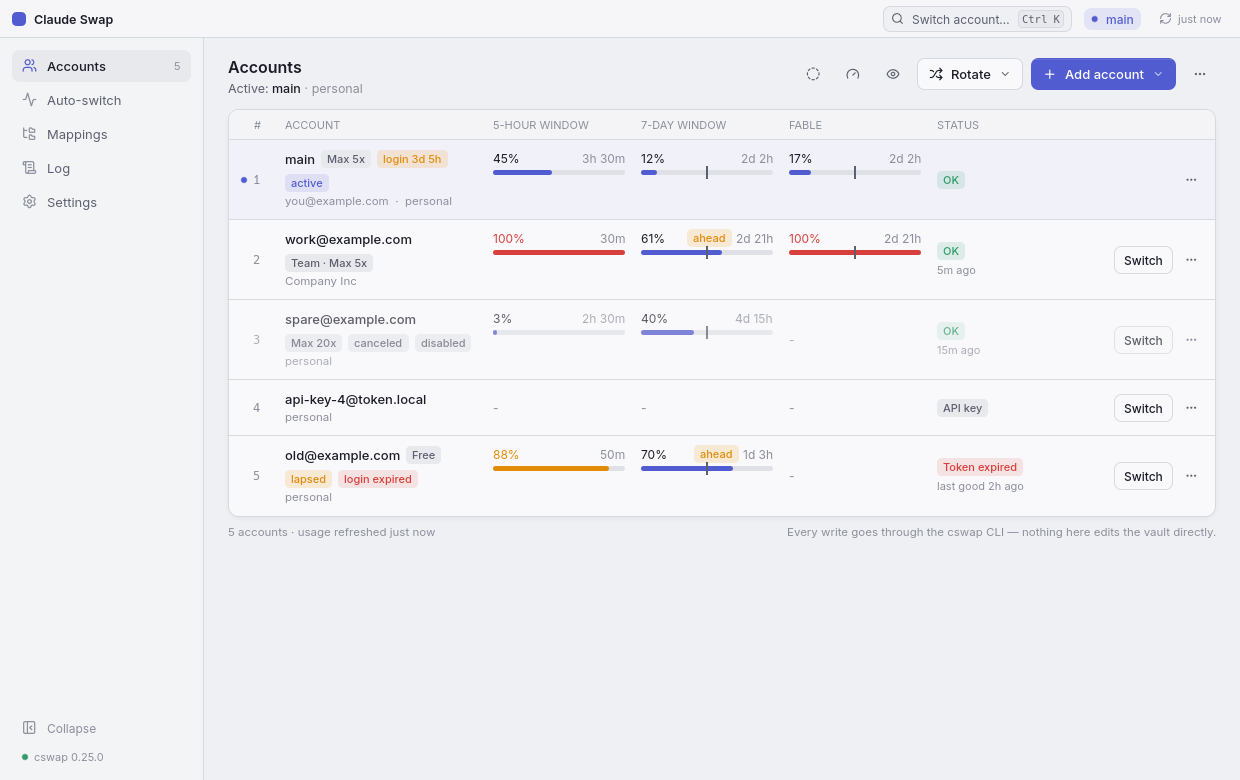 Claude Swap
Switch account... Ctrl K
main
just now
Accounts 5
Auto-switch
Mappings
Log
Settings
Accounts
Active: main · personal
Rotate
Add account
# ACCOUNT 5-HOUR WINDOW 7-DAY WINDOW FABLE STATUS
1 main Max 5x login 3d 5h 45% 3h 30m 12% 2d 2h 17% 2d 2h
active OK
you@example.com · personal
2 work@example.com 100% 30m 61% ahead 2d 21h 100% 2d 21h
Team · Max 5x OK Switch
Company Inc 5m ago
3 spare@example.com 3% 2h 30m 40% 4d 15h -
Max 20x canceled disabled OK Switch
personal 15m ago
4 api-key-4@token.local - - - API key Switch
personal
5 old@example.com Free 88% 50m 70% ahead 1d 3h -
lapsed login expired Token expired Switch
personal last good 2h ago
5 accounts · usage refreshed just now
Every write goes through the cswap CLI — nothing here edits the vault directly.
Collapse
cswap 0.25.0